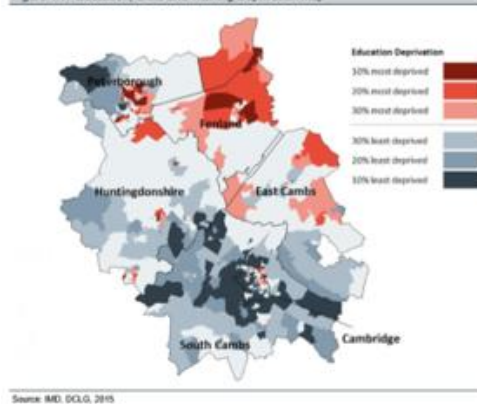 Education Deprivation
10% most deprived
20% most deprived
30% most deprived
30% least deprived
20% least deprived
10% least deprived
Peterborough
Fenland
Huntingdonshire
East Cambs
Cambridge
South Cambs
Source: IMD, DCLG, 2015